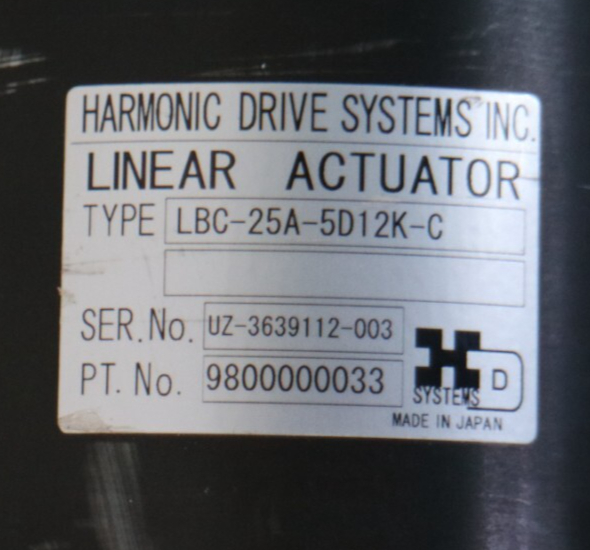 HARMONIC DRIVE SYSTEMS INC.
LINEAR ACTUATOR
TYPE LBC-25A-5D12K-C
SER.No. UZ-3639112-003
PT. No. 9800000033
H D
SYSTEMS
MADE IN JAPAN